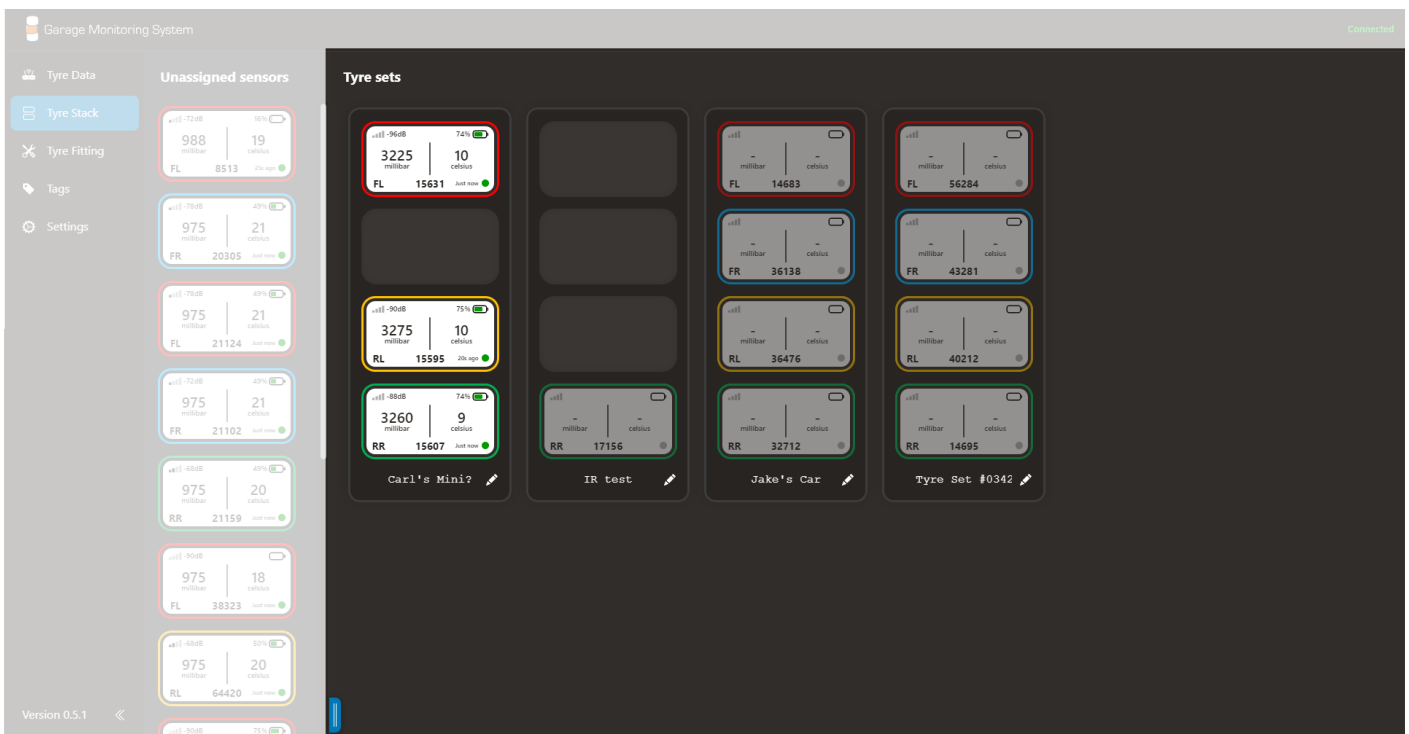 Garage Monitoring System
Connected
Tyre Data
Tyre Stack
Tyre Fitting
Tags
Settings
Version 0.5.1
Unassigned sensors
-72dB 16%
988 19
millibar celsius
FL 8513 20s ago
-78dB 49%
975 21
millibar celsius
FR 20305 Just now
-78dB 49%
975 21
millibar celsius
FL 21124 Just now
-72dB 49%
975 21
millibar celsius
FR 21102 Just now
-68dB 49%
975 20
millibar celsius
RR 21159 Just now
-90dB
975 18
millibar celsius
FL 38323 Just now
-68dB 50%
975 20
millibar celsius
RL 64420 Just now
-90dB 75%
Tyre sets
-96dB 74%
3225 10
millibar celsius
FL 15631 Just now
-90dB 75%
3275 10
millibar celsius
RL 15595 20s ago
-88dB 74%
3260 9
millibar celsius
RR 15607 Just now
Carl's Mini?
- -
millibar celsius
RR 17156
IR test
- -
millibar celsius
FL 14683
- -
millibar celsius
FR 36138
- -
millibar celsius
RL 36476
- -
millibar celsius
RR 32712
Jake's Car
- -
millibar celsius
FL 56284
- -
millibar celsius
FR 43281
- -
millibar celsius
RL 40212
- -
millibar celsius
RR 14695
Tyre Set #0342